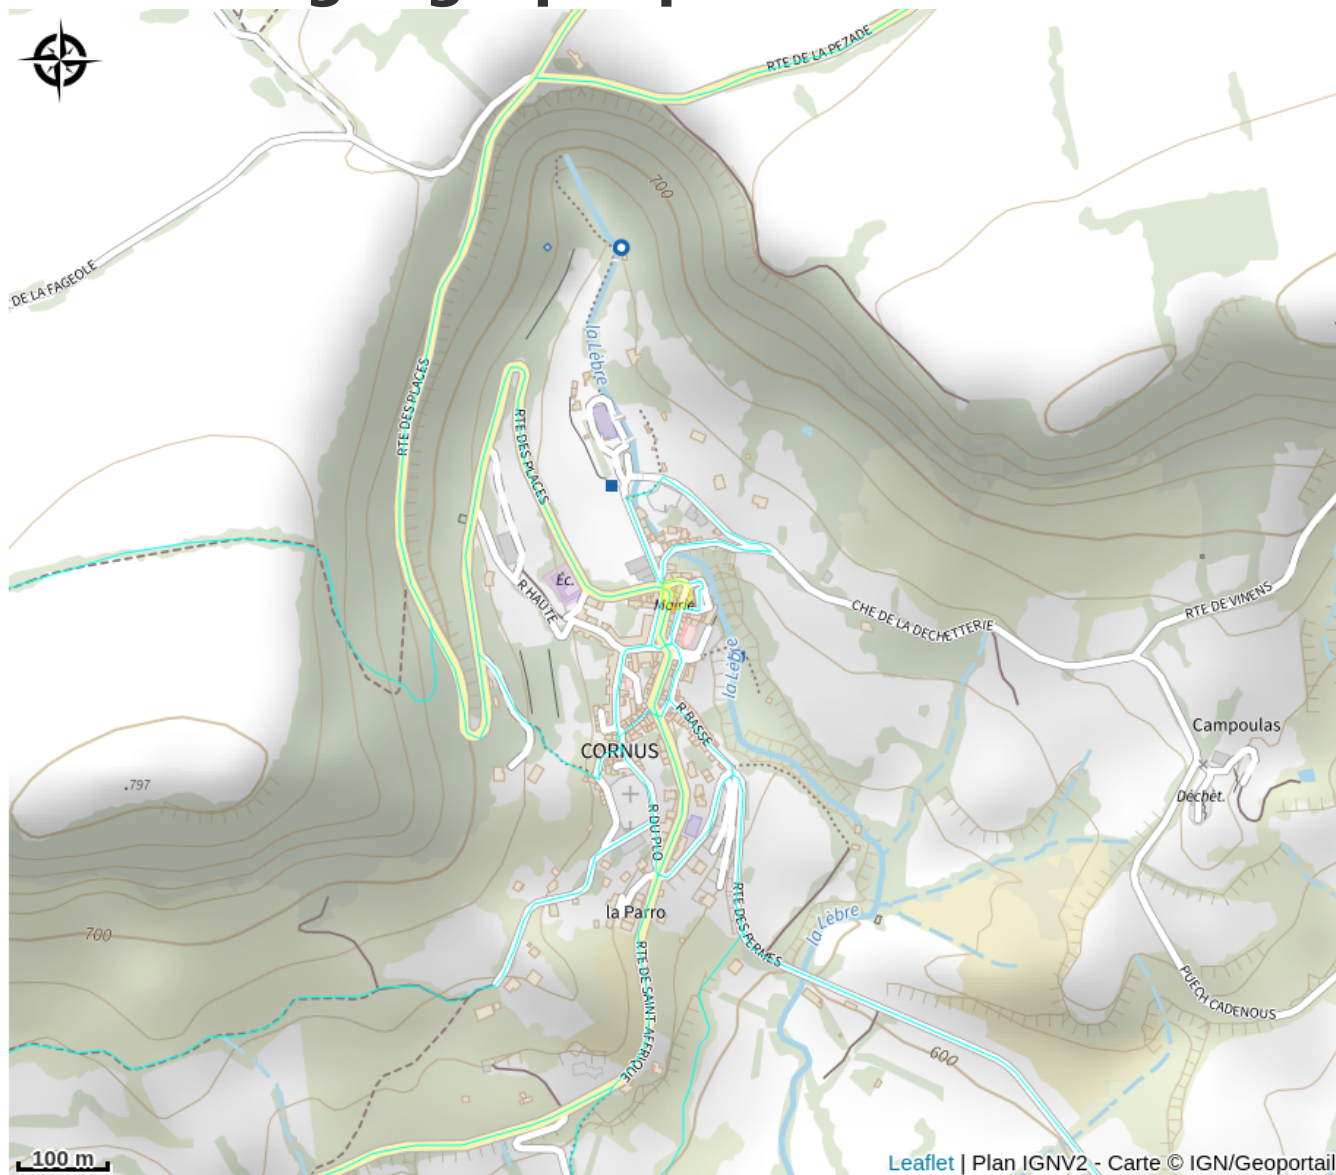 RTE DE LA PEZADE
700
DE LA FAGEOLE
la Lèbre
RTE DES PLACES
RTE DES PLACES
Éc.
R HAUTE
Mairie
CHE DE LA DECHETTERIE
RTE DE VINENS
la Lèbre
R BASSE
CORNUS
Campoulas
.797
Déchèt.
R DU PLO
la Parro
RTE DES PERMES
la Lèbre
700
RTE DE SAINT-AFFRIQUE
PUECH CADENOUS
600
100 m
Leaflet | Plan IGNV2 - Carte © IGN/Geoportail